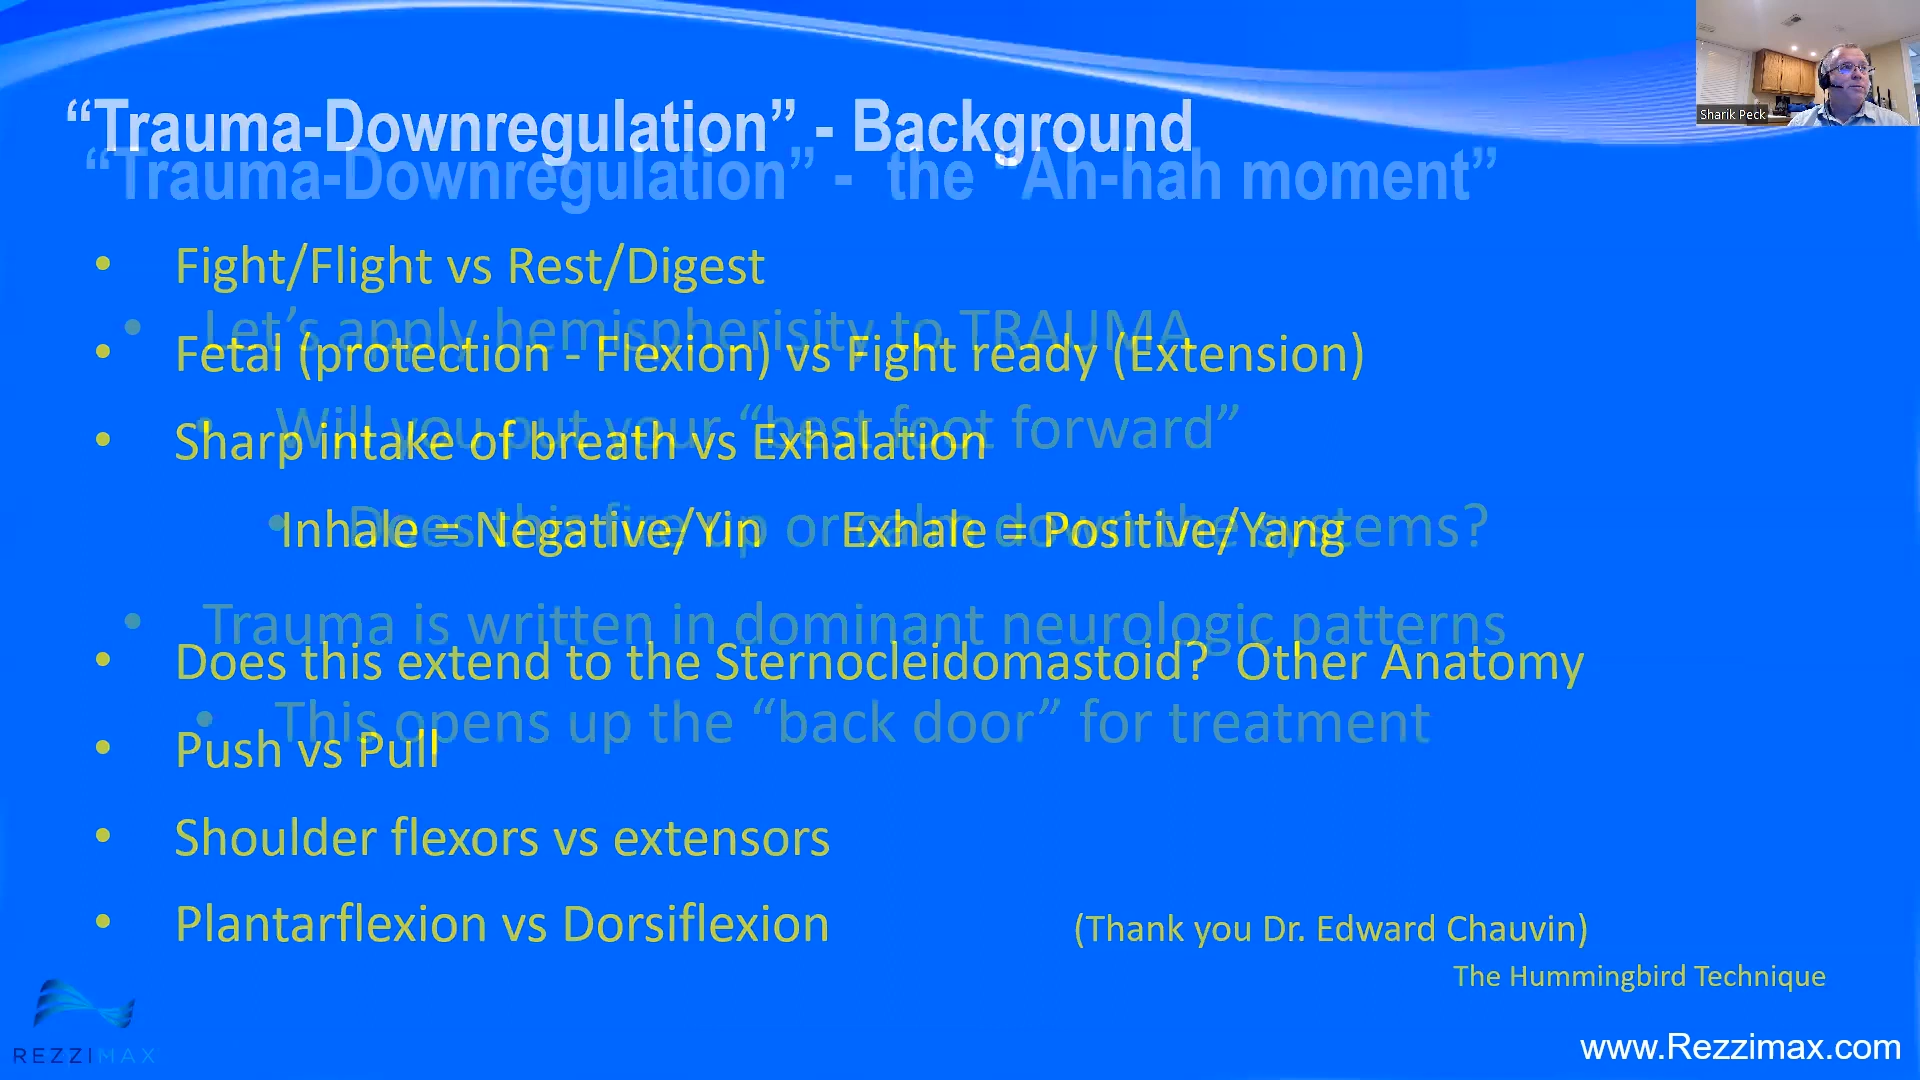 Sharik Peck
“Trauma-Downregulation” - Background
“Trauma-Downregulation” - the “Ah-hah moment”
• Fight/Flight vs Rest/Digest
• Let’s apply hemispherisity to TRAUMA
• Fetal (protection - Flexion) vs Fight ready (Extension)
• Will you put your “best foot forward”
• Sharp intake of breath vs Exhalation
• Does this fire up or calm down the systems?
Inhale = Negative/Yin Exhale = Positive/Yang
• Trauma is written in dominant neurologic patterns
• Does this extend to the Sternocleidomastoid? Other Anatomy
• This opens up the “back door” for treatment
• Push vs Pull
• Shoulder flexors vs extensors
• Plantarflexion vs Dorsiflexion (Thank you Dr. Edward Chauvin)
The Hummingbird Technique
REZZIMAX
www.Rezzimax.com